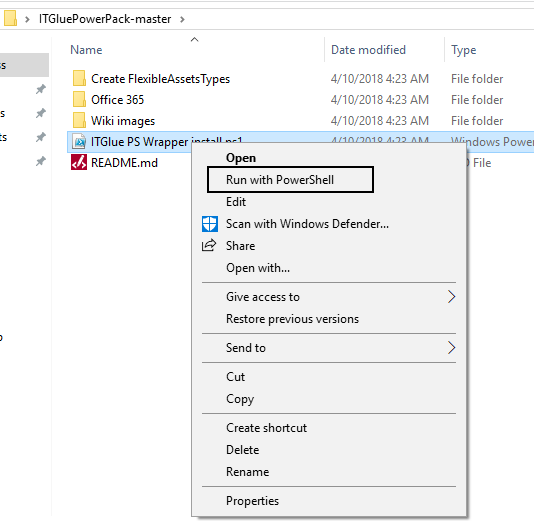 ITGluePowerPack-master
Name Date modified Type
Create FlexibleAssetsTypes 4/10/2018 4:23 AM File folder
Office 365 4/10/2018 4:23 AM File folder
Wiki images 4/10/2018 4:23 AM File folder
ITGlue PS Wrapper install.ps1 4/10/2018 4:23 AM Windows Power
README.md File
Open
Run with PowerShell
Edit
Scan with Windows Defender...
Share
Open with...
Give access to
Restore previous versions
Send to
Cut
Copy
Create shortcut
Delete
Rename
Properties